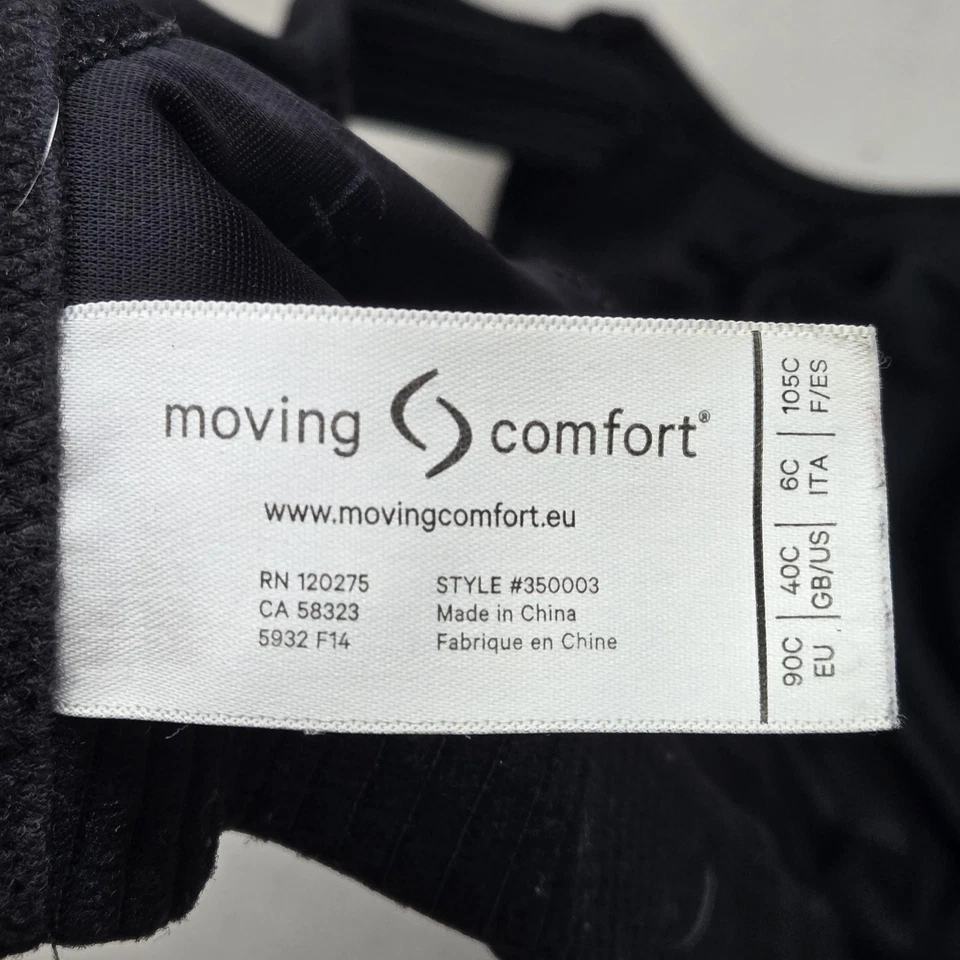 moving comfort®
www.movingcomfort.eu
RN 120275
CA 58323
5932 F14
STYLE #350003
Made in China
Fabrique en Chine
90C | 40C | 6C | 105C
EU | GB/US | ITA | F/ES